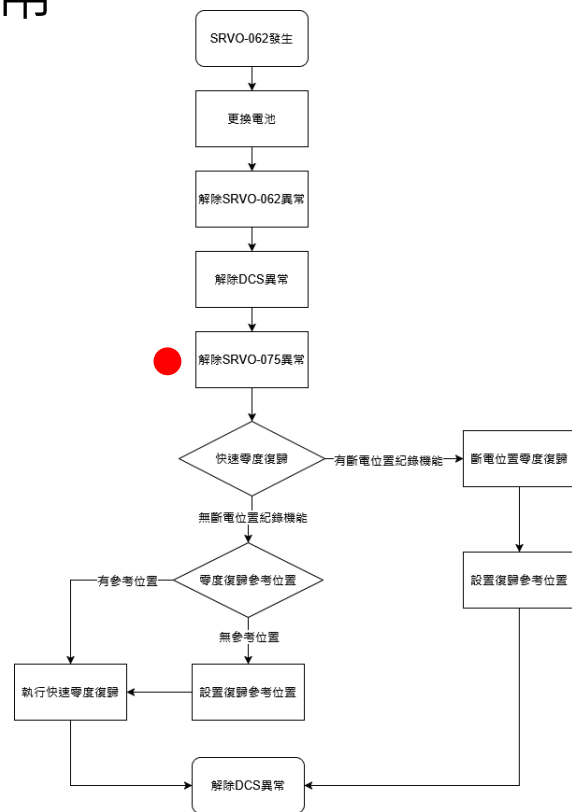 SRVO-062發生
更換電池
解除SRVO-062異常
解除DCS異常
解除SRVO-075異常
快速零度復歸
有斷電位置紀錄機能
斷電位置零度復歸
無斷電位置紀錄機能
有參考位置
零度復歸參考位置
設置復歸參考位置
無參考位置
執行快速零度復歸
設置復歸參考位置
解除DCS異常